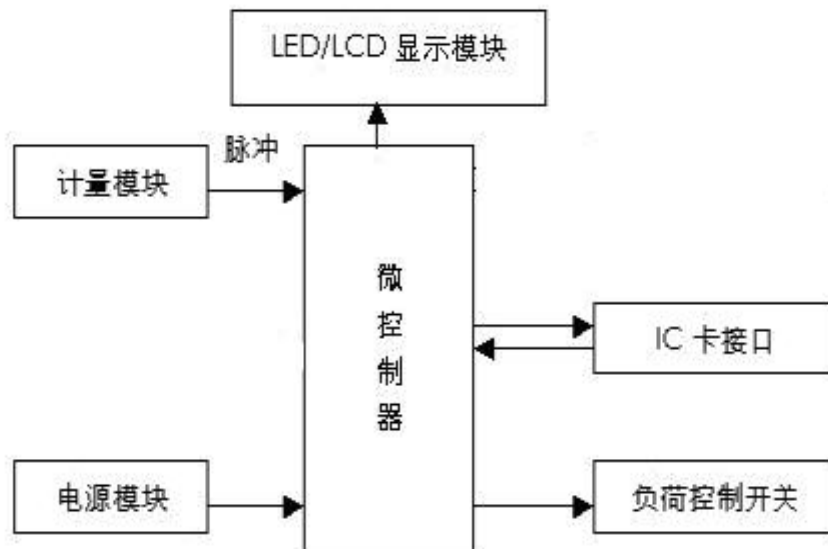 LED/LCD 显示模块
脉冲
计量模块
微
控
制
器
IC 卡接口
电源模块
负荷控制开关